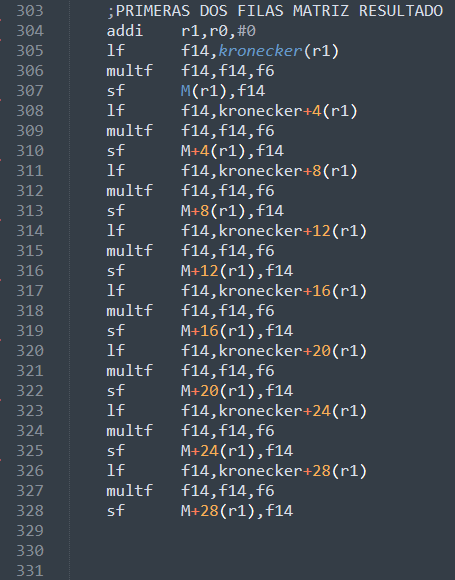 303 ;PRIMERAS DOS FILAS MATRIZ RESULTADO
304 addi r1,r0,#0
305 lf f14,kronecker(r1)
306 multf f14,f14,f6
307 sf M(r1),f14
308 lf f14,kronecker+4(r1)
309 multf f14,f14,f6
310 sf M+4(r1),f14
311 lf f14,kronecker+8(r1)
312 multf f14,f14,f6
313 sf M+8(r1),f14
314 lf f14,kronecker+12(r1)
315 multf f14,f14,f6
316 sf M+12(r1),f14
317 lf f14,kronecker+16(r1)
318 multf f14,f14,f6
319 sf M+16(r1),f14
320 lf f14,kronecker+20(r1)
321 multf f14,f14,f6
322 sf M+20(r1),f14
323 lf f14,kronecker+24(r1)
324 multf f14,f14,f6
325 sf M+24(r1),f14
326 lf f14,kronecker+28(r1)
327 multf f14,f14,f6
328 sf M+28(r1),f14
329
330
331